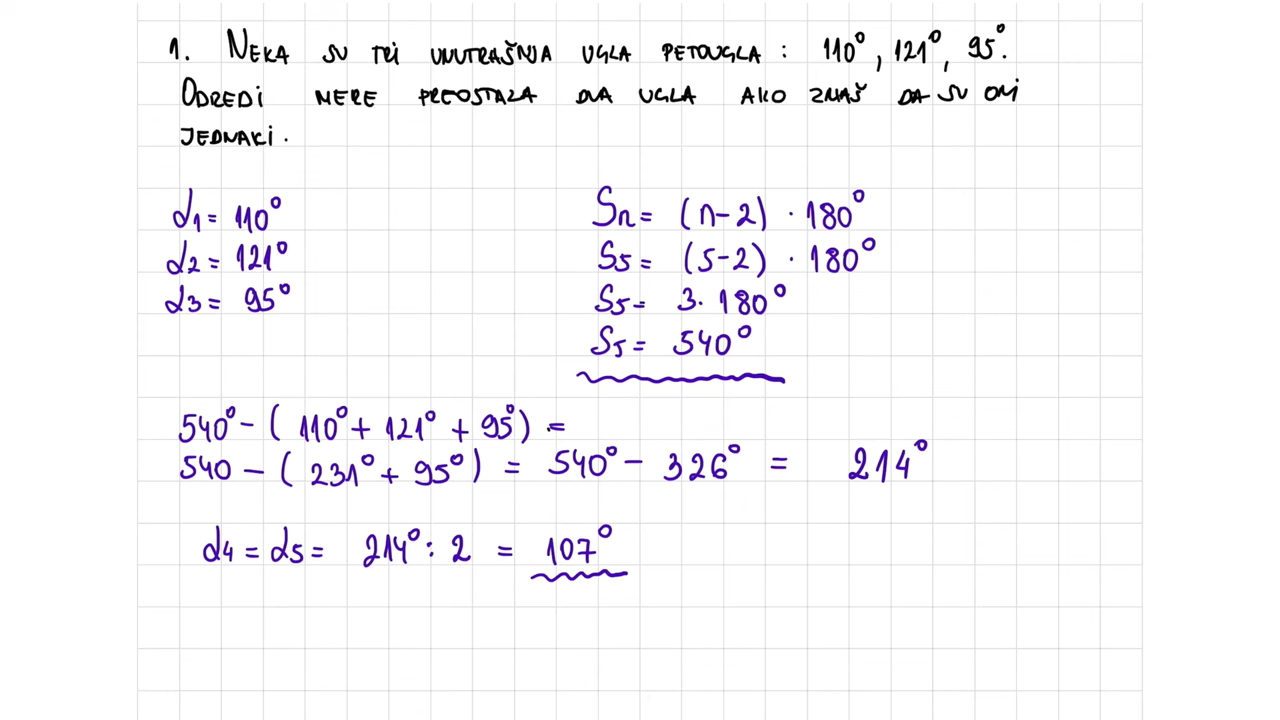 1. NEKA SU TRI UNUTRAŠNJA UGLA PETOUGLA : 110°, 121°, 95°.
ODREDI MERE PREOSTALA DVA UGLA AKO ZNAŠ DA SU ONI
JEDNAKI.
α1 = 110°
α2 = 121°
α3 = 95°
Sn = (n-2) · 180°
S5 = (5-2) · 180°
S5 = 3 · 180°
S5 = 540°
540° - (110° + 121° + 95°) =
540 - (231° + 95°) = 540° - 326° = 214°
α4 = α5 = 214° : 2 = 107°